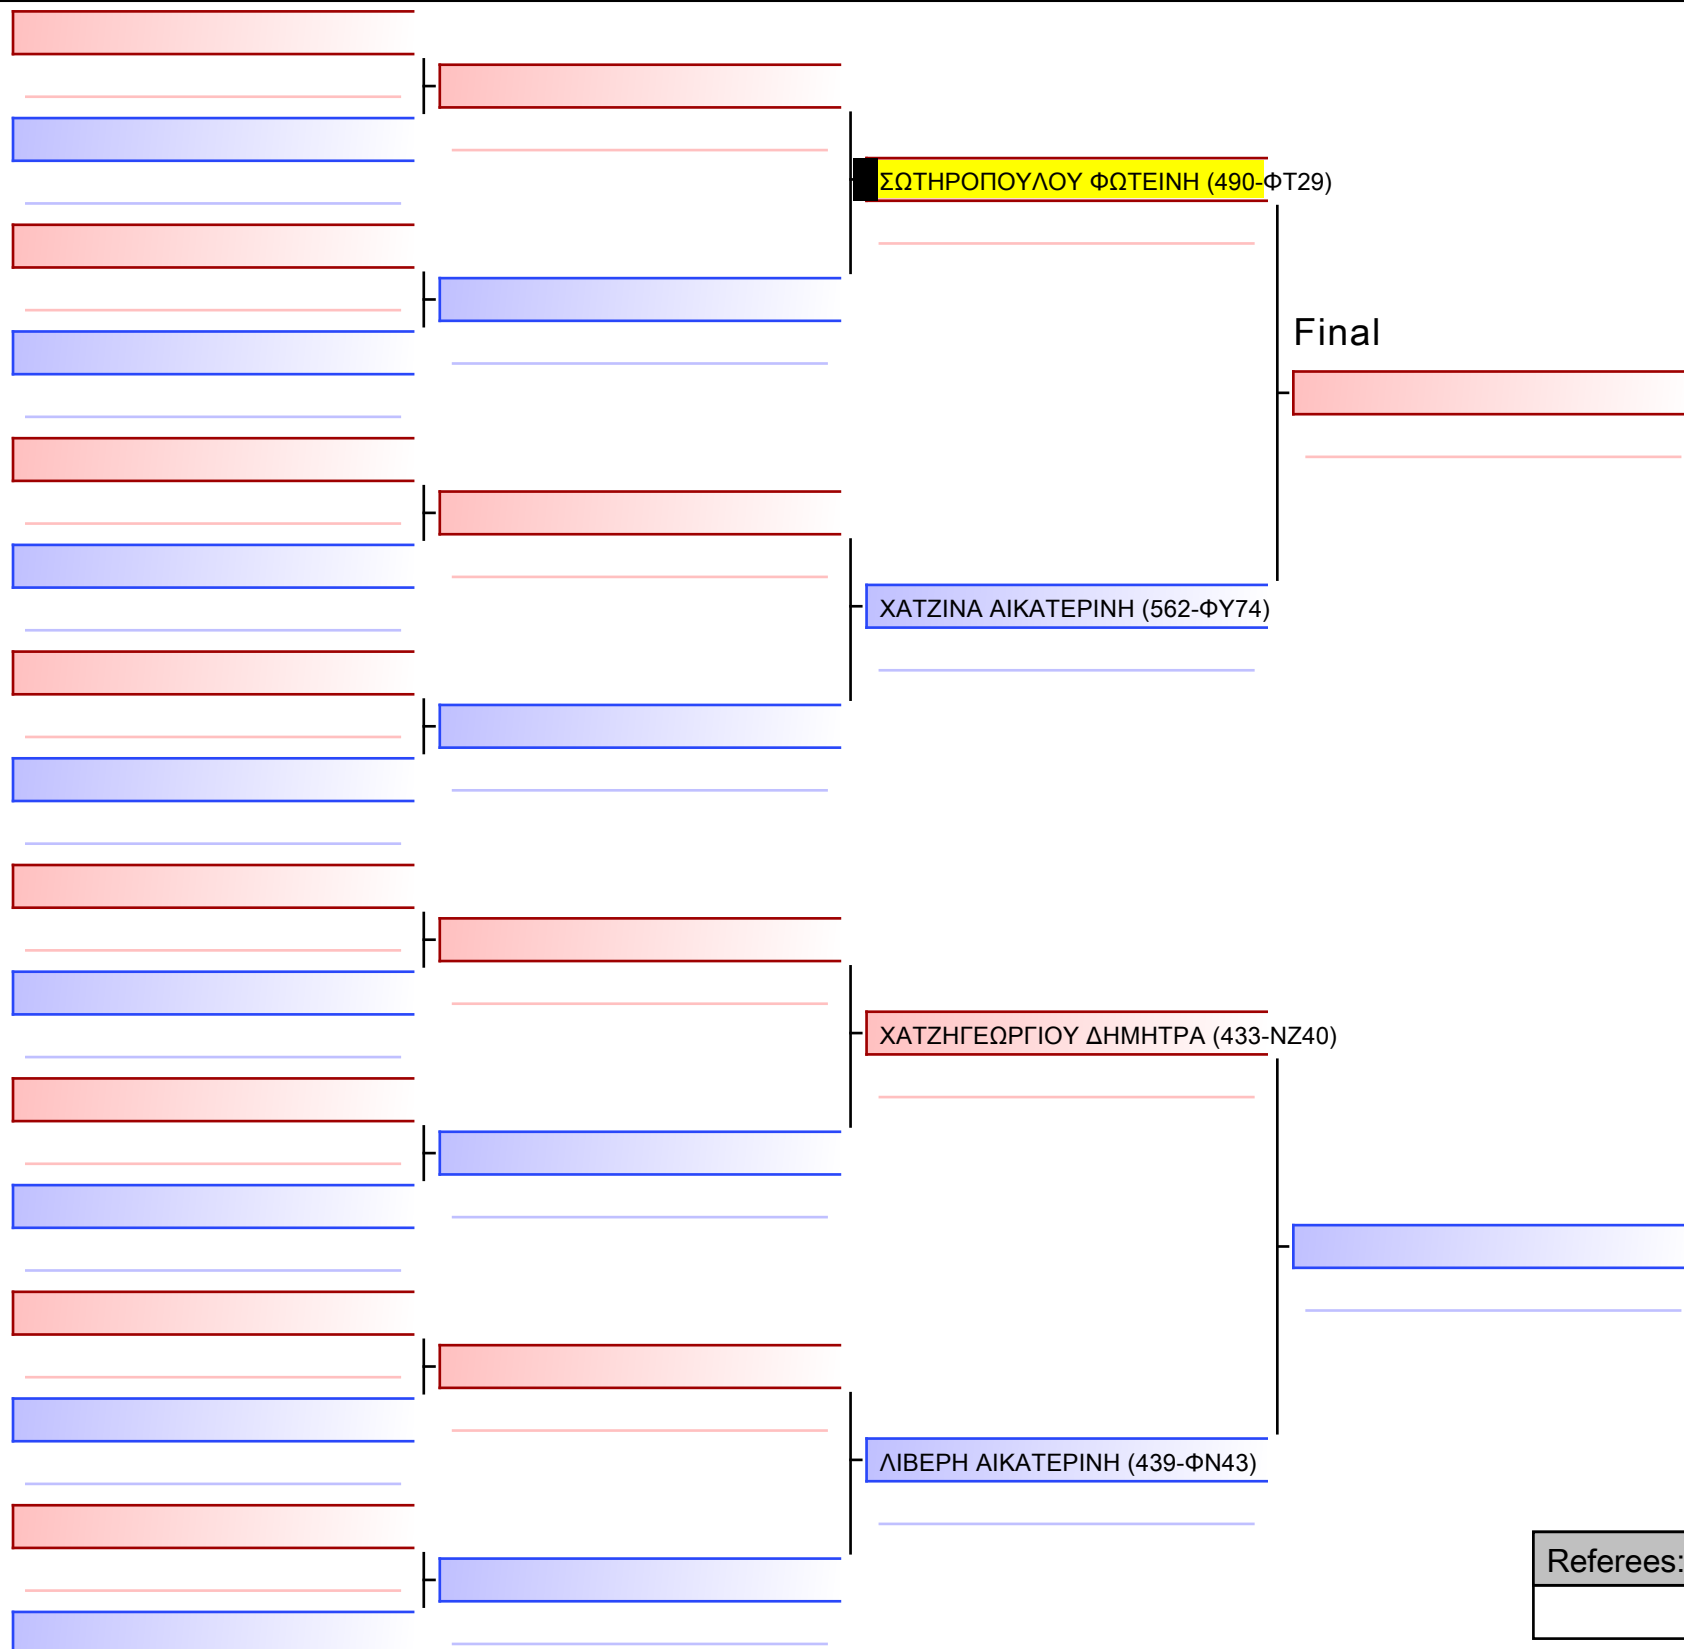 ΣΩΤΗΡΟΠΟΥΛΟΥ ΦΩΤΕΙΝΗ (490-ΦΤ29)
Final
ΧΑΤΖΙΝΑ ΑΙΚΑΤΕΡΙΝΗ (562-ΦΥ74)
ΧΑΤΖΗΓΕΩΡΓΙΟΥ ΔΗΜΗΤΡΑ (433-ΝΖ40)
ΛΙΒΕΡΗ ΑΙΚΑΤΕΡΙΝΗ (439-ΦΝ43)
Referees: